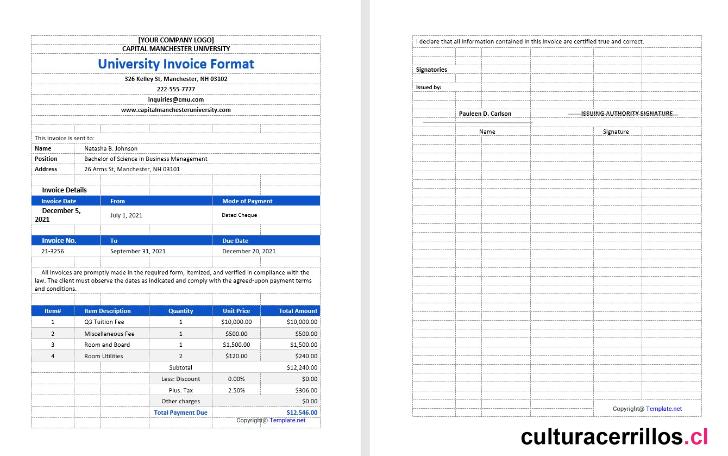 [YOUR COMPANY LOGO]
CAPITAL MANCHESTER UNIVERSITY
University Invoice Format
326 Kelley St, Manchester, NH 03102
222-555-7777
inquiries@cmu.com
www.capitalmanchesteruniversity.com
This invoice is sent to:
Name Natasha B. Johnson
Position Bachelor of Science in Business Management
Address 26 Arms St, Manchester, NH 03101
Invoice Details
Invoice Date From Mode of Payment
December 5, 2021 July 1, 2021 Dated Cheque
Invoice No. To Due Date
21-3256 September 31, 2021 December 20, 2021
All invoices are promptly made in the required form, itemized, and verified in compliance with the
law. The client must observe the dates as indicated and comply with the agreed-upon payment terms
and conditions.
Item# Item Description Quantity Unit Price Total Amount
1 Q3 Tuition Fee 1 $10,000.00 $10,000.00
2 Miscellaneous Fee 1 $500.00 $500.00
3 Room and Board 1 $1,500.00 $1,500.00
4 Room Utilities 2 $120.00 $240.00
Subtotal $12,240.00
Less: Discount 0.00% $0.00
Plus. Tax 2.50% $306.00
Other charges $0.00
Total Payment Due $12,546.00
Copyright@ Template.net
I declare that all information contained in this invoice are certified true and correct.
Signatories
Issued by:
Pauleen D. Carlson ISSUING AUTHORITY SIGNATURE
Name Signature
Copyright@ Template.net
culturacerrillos.cl